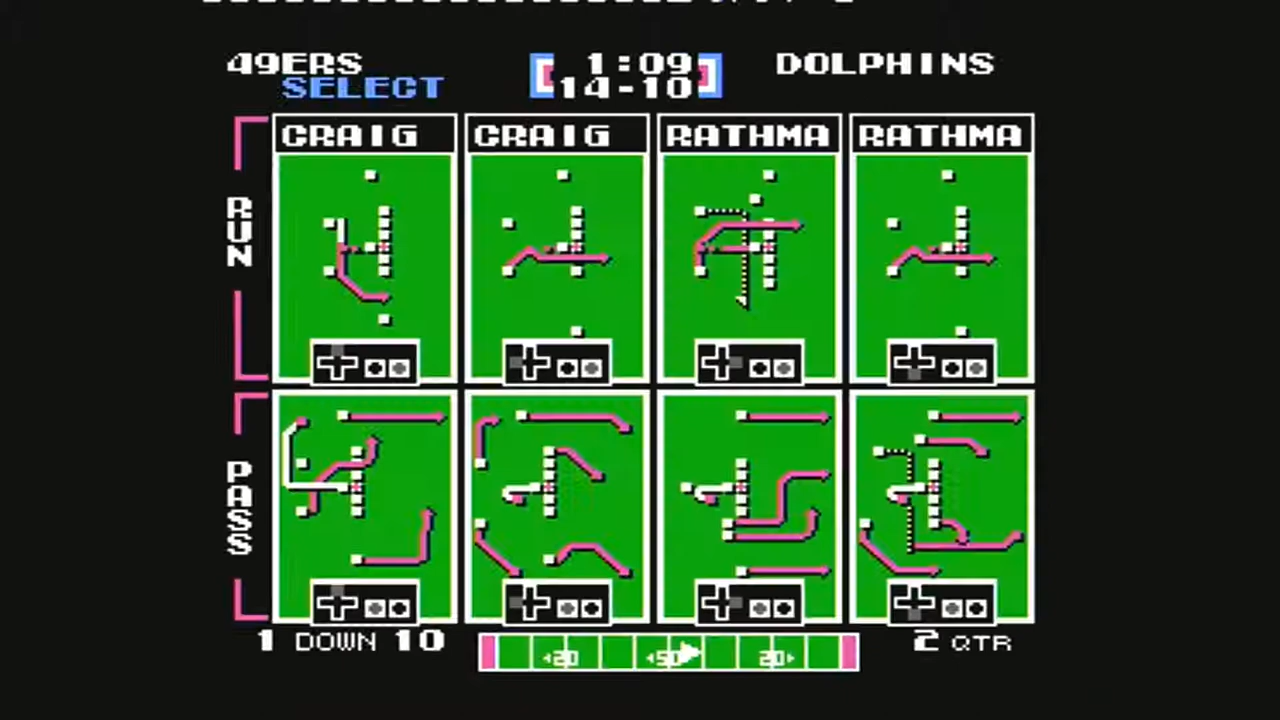 49ERS 1:09 DOLPHINS
SELECT 14-10
CRAIG CRAIG RATHMA RATHMA
RUN
PASS
1 DOWN 10 2 QTR
20 50 20